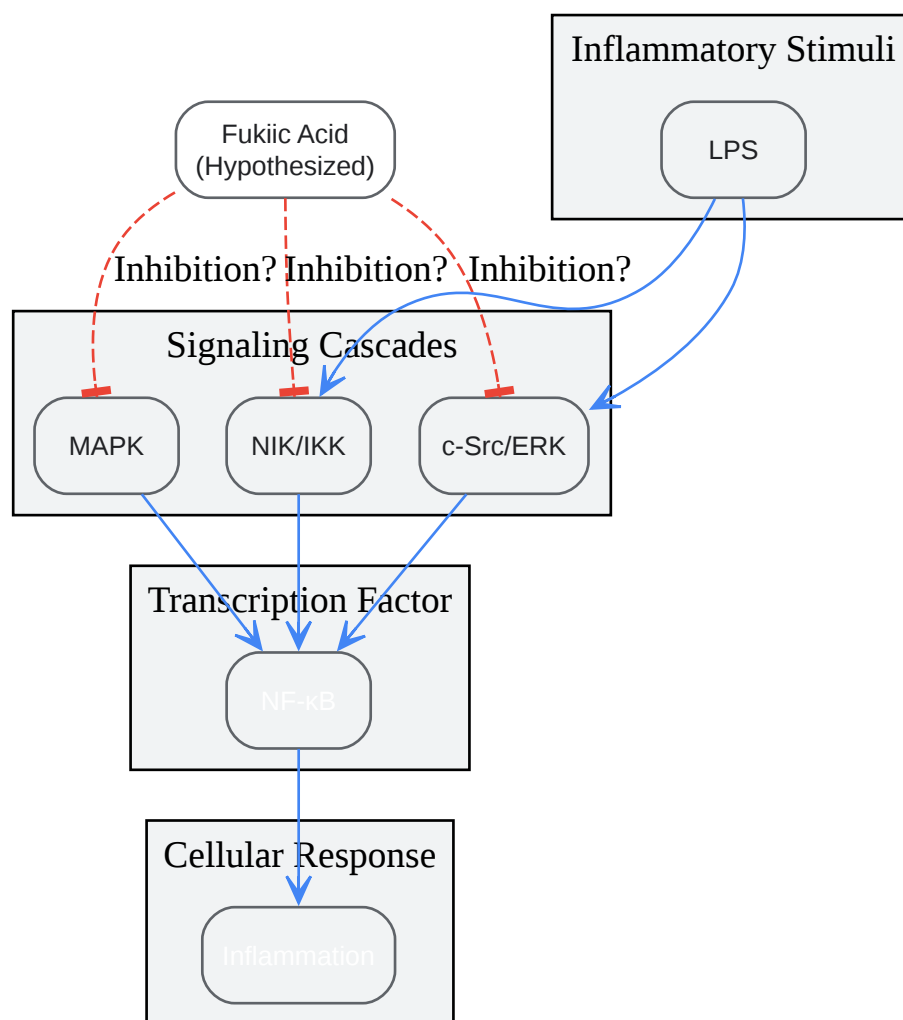 Inflammatory Stimuli
LPS
Fukiic Acid
(Hypothesized)
Inhibition?
Inhibition?
Inhibition?
Signaling Cascades
MAPK
NIK/IKK
c-Src/ERK
Transcription Factor
NF-κB
Cellular Response
Inflammation